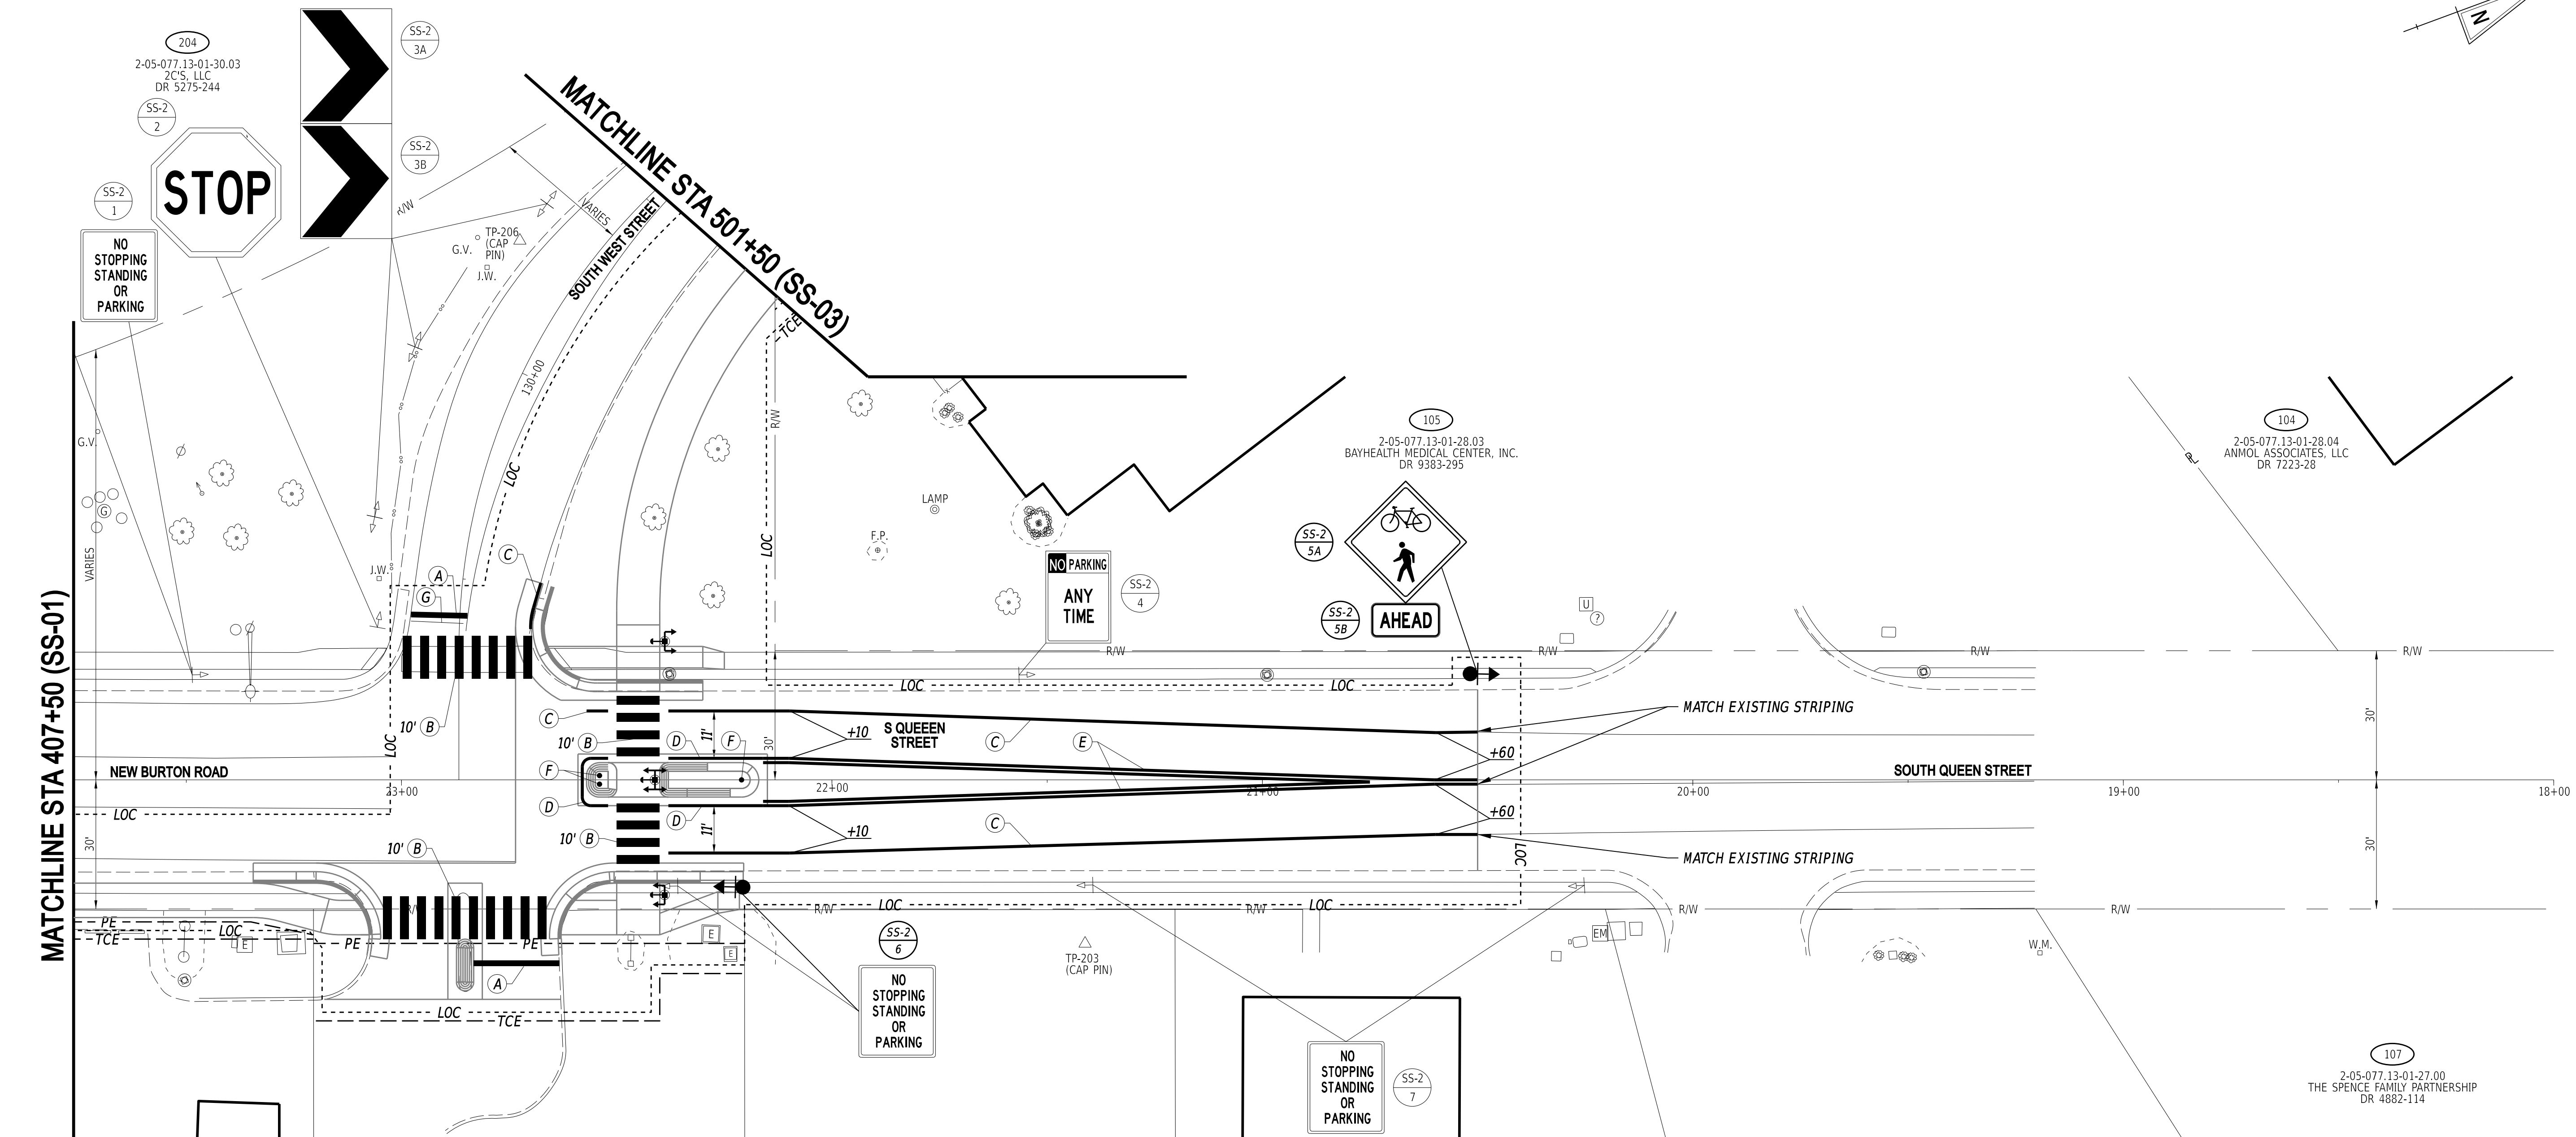 204
2-05-077.13-01-30.03
2C'S, LLC
DR 5275-244
SS-2
3A
SS-2
3B
SS-2
2
STOP
SS-2
1
NO
STOPPING
STANDING
OR
PARKING
N
MATCHLINE STA 501+50 (SS-03)
R/W
VARIES
SOUTH WEST STREET
TP-206
(CAP
PIN)
G.V.
J.W.
130+00
TCE
R/W
LOC
LOC
G.V.
G
VARIES
J.W.
C
A
G
LAMP
F.P.
NO PARKING
ANY
TIME
SS-2
4
105
2-05-077.13-01-28.03
BAYHEALTH MEDICAL CENTER, INC.
DR 9383-295
SS-2
5A
SS-2
5B
AHEAD
104
2-05-077.13-01-28.04
ANMOL ASSOCIATES, LLC
DR 7223-28
PL
U
?
R/W
R/W
R/W
R/W
LOC
LOC
MATCHLINE STA 407+50 (SS-01)
10' B
LOC
C
10' B
11'
D
F
30'
+10
S QUEEEN
STREET
C
E
+60
MATCH EXISTING STRIPING
30'
NEW BURTON ROAD
F
SOUTH QUEEN STREET
23+00
22+00
21+00
20+00
19+00
18+00
LOC
D
D
10' B
11'
+10
C
+60
MATCH EXISTING STRIPING
30'
30'
10' B
LOC
R/W
R/W
R/W
R/W
R/W
LOC
LOC
PE
TCE
LOC
E
PE
PE
E
E
A
LOC
TCE
SS-2
6
NO
STOPPING
STANDING
OR
PARKING
TP-203
(CAP PIN)
EM
W.M.
NO
STOPPING
STANDING
OR
PARKING
SS-2
7
107
2-05-077.13-01-27.00
THE SPENCE FAMILY PARTNERSHIP
DR 4882-114